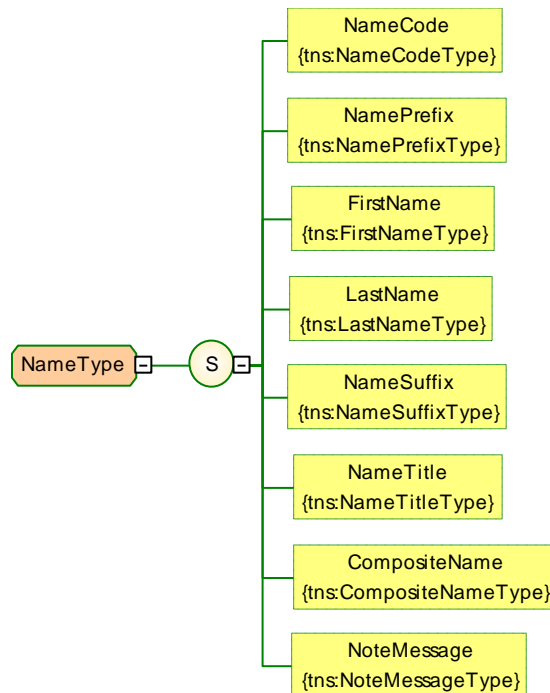 NameCode
{tns:NameCodeType}
NamePrefix
{tns:NamePrefixType}
FirstName
{tns:FirstNameType}
LastName
{tns:LastNameType}
NameType
S
NameSuffix
{tns:NameSuffixType}
NameTitle
{tns:NameTitleType}
CompositeName
{tns:CompositeNameType}
NoteMessage
{tns:NoteMessageType}